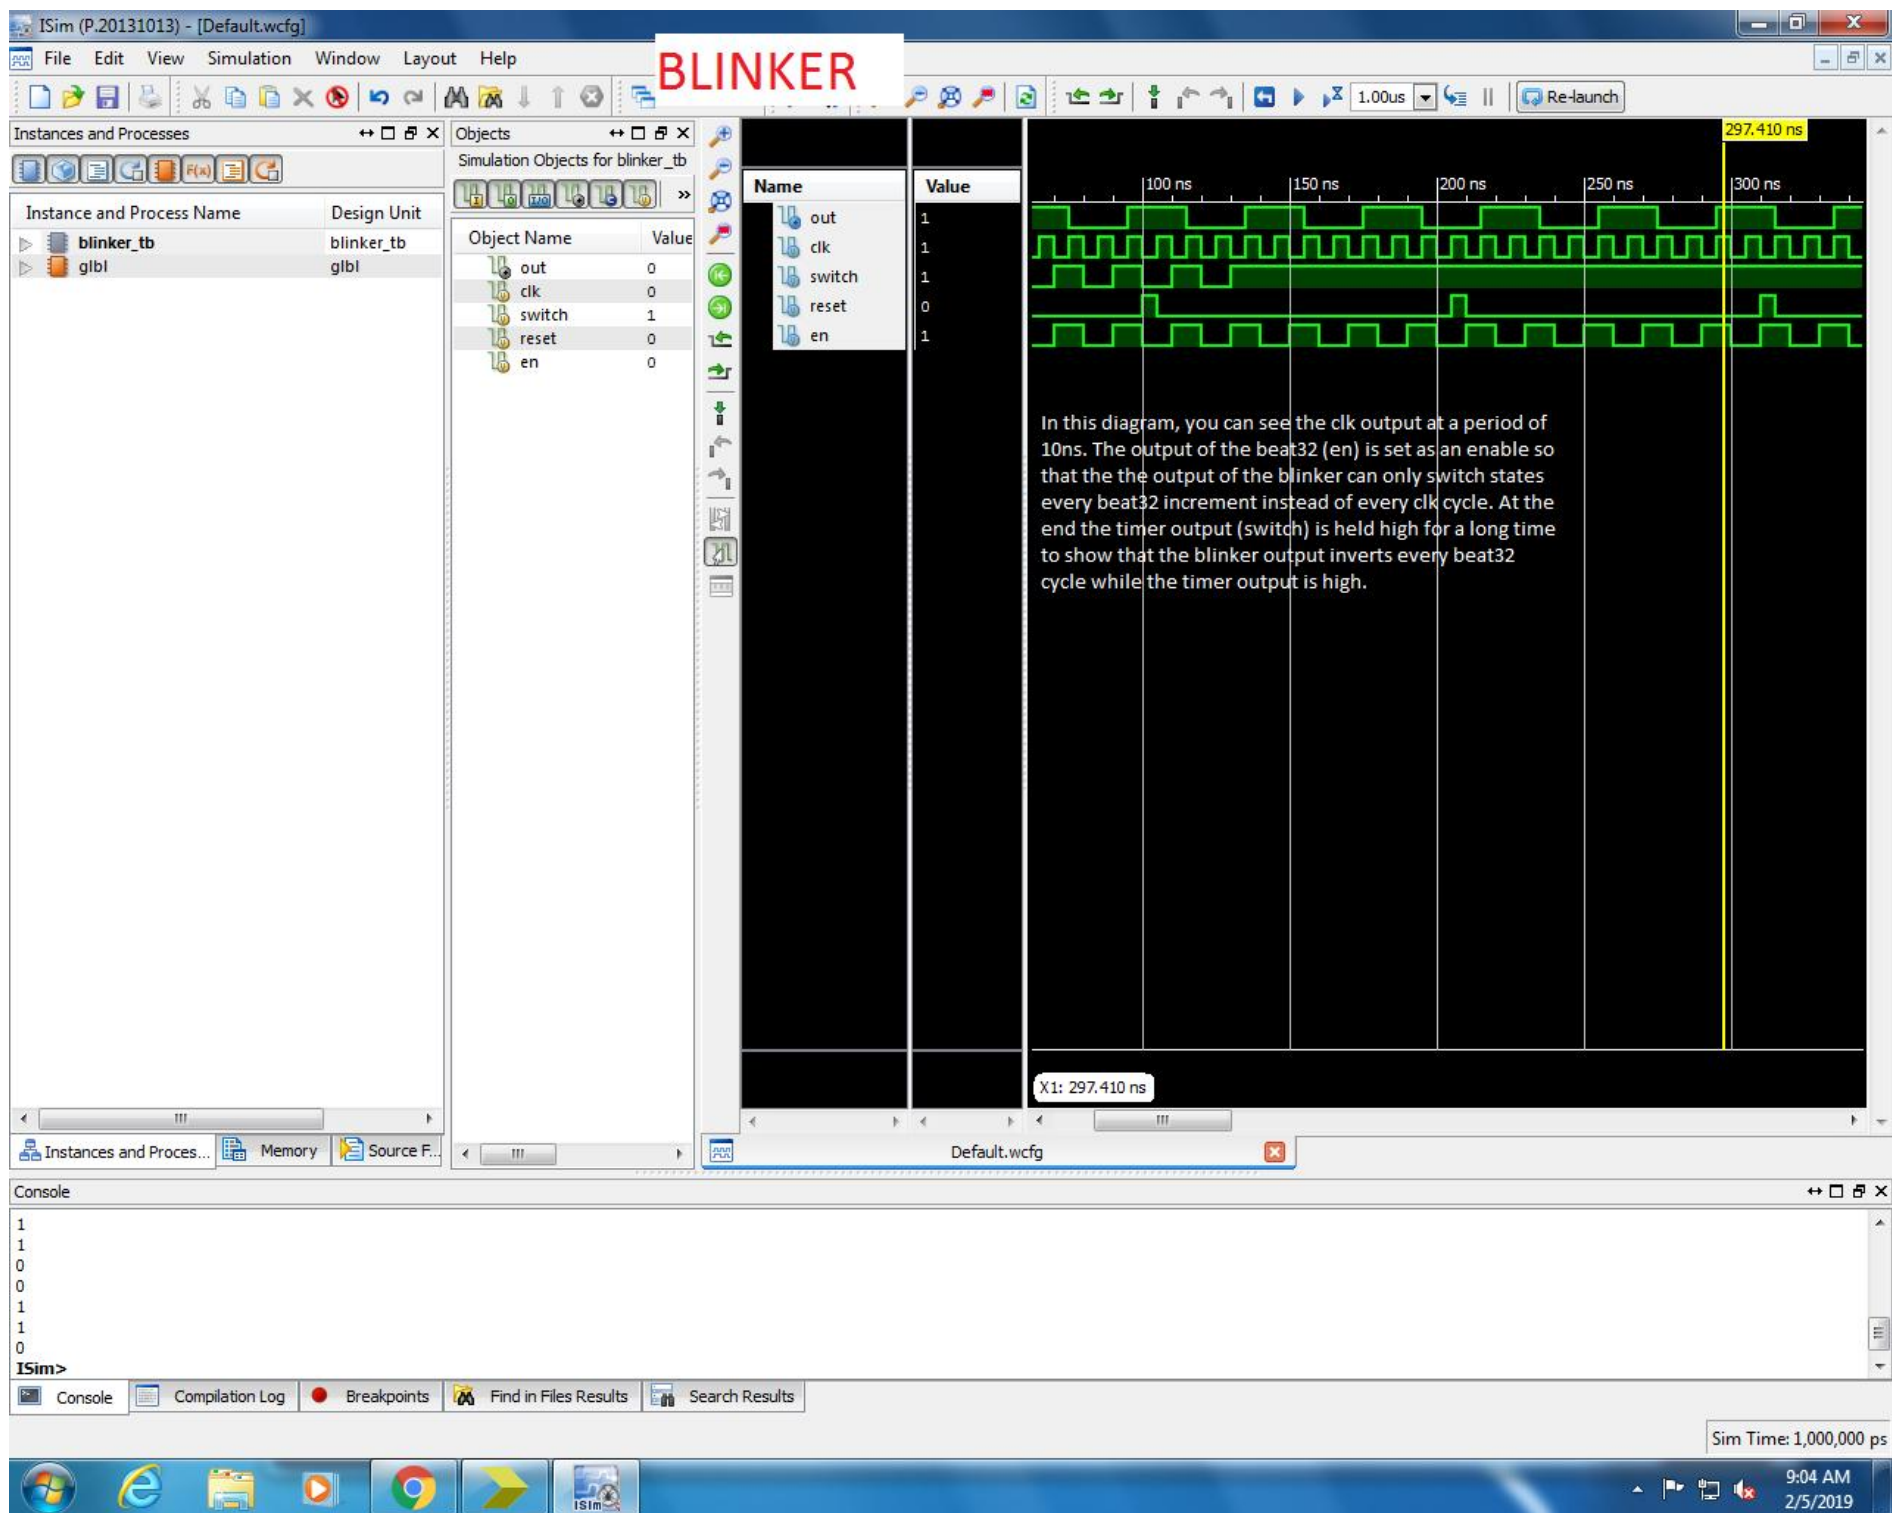 ISim (P.20131013) - [Default.wcfg]
BLINKER
File Edit View Simulation Window Layout Help
1.00us Re-launch
Instances and Processes
Instance and Process Name Design Unit
blinker_tb blinker_tb
glbl glbl
Objects
Simulation Objects for blinker_tb
Object Name Value
out 0
clk 0
switch 1
reset 0
en 0
Name Value
out 1
clk 1
switch 1
reset 0
en 1
297.410 ns
100 ns 150 ns 200 ns 250 ns 300 ns
In this diagram, you can see the clk output at a period of
10ns. The output of the beat32 (en) is set as an enable so
that the the output of the blinker can only switch states
every beat32 increment instead of every clk cycle. At the
end the timer output (switch) is held high for a long time
to show that the blinker output inverts every beat32
cycle while the timer output is high.
X1: 297.410 ns
Instances and Proces... Memory Source F...
Default.wcfg
Console
1
1
0
0
1
1
0
ISim>
Console Compilation Log Breakpoints Find in Files Results Search Results
Sim Time: 1,000,000 ps
ISim
9:04 AM
2/5/2019